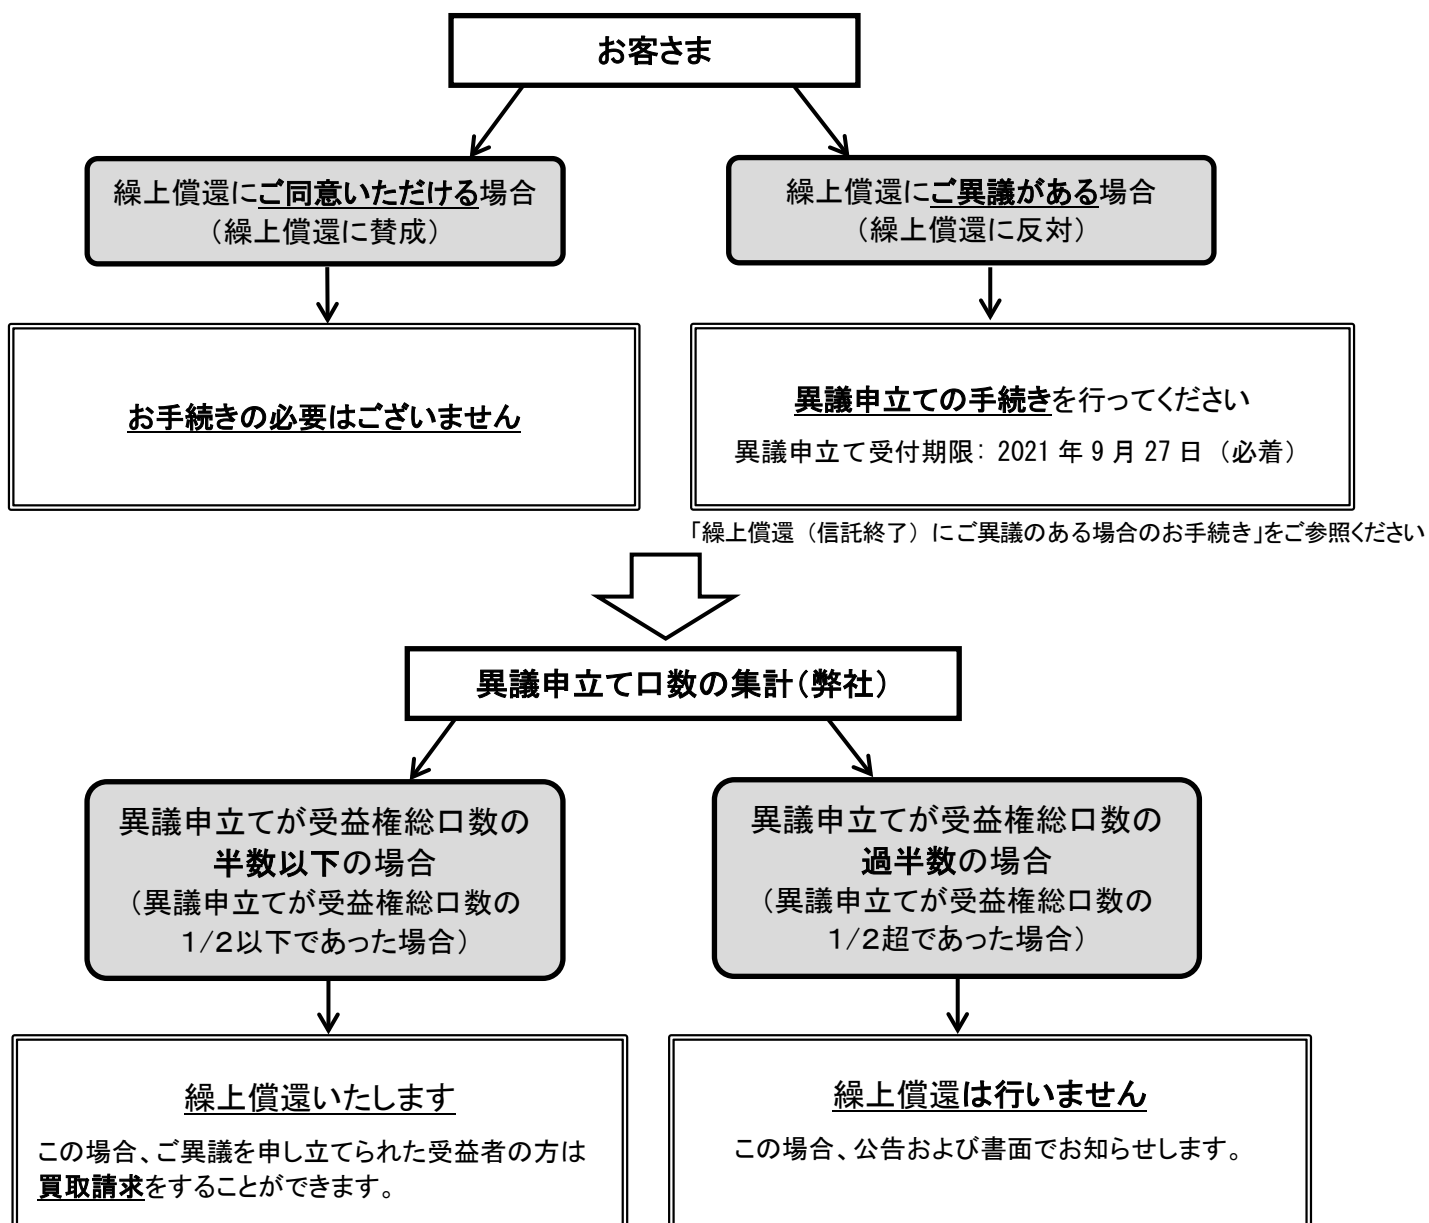 お客さま
繰上償還にご同意いただける場合
（繰上償還に賛成）
繰上償還にご異議がある場合
（繰上償還に反対）
お手続きの必要はございません
異議申立ての手続きを行ってください
異議申立て受付期限： 2021 年 9 月 27 日 （必着）
「繰上償還（信託終了）にご異議のある場合のお手続き」をご参照ください
異議申立て口数の集計（弊社）
異議申立てが受益権総口数の
半数以下の場合
（異議申立てが受益権総口数の
１/２以下であった場合）
異議申立てが受益権総口数の
過半数の場合
（異議申立てが受益権総口数の
１/２超であった場合）
繰上償還いたします
この場合、ご異議を申し立てられた受益者の方は
買取請求をすることができます。
繰上償還は行いません
この場合、公告および書面でお知らせします。